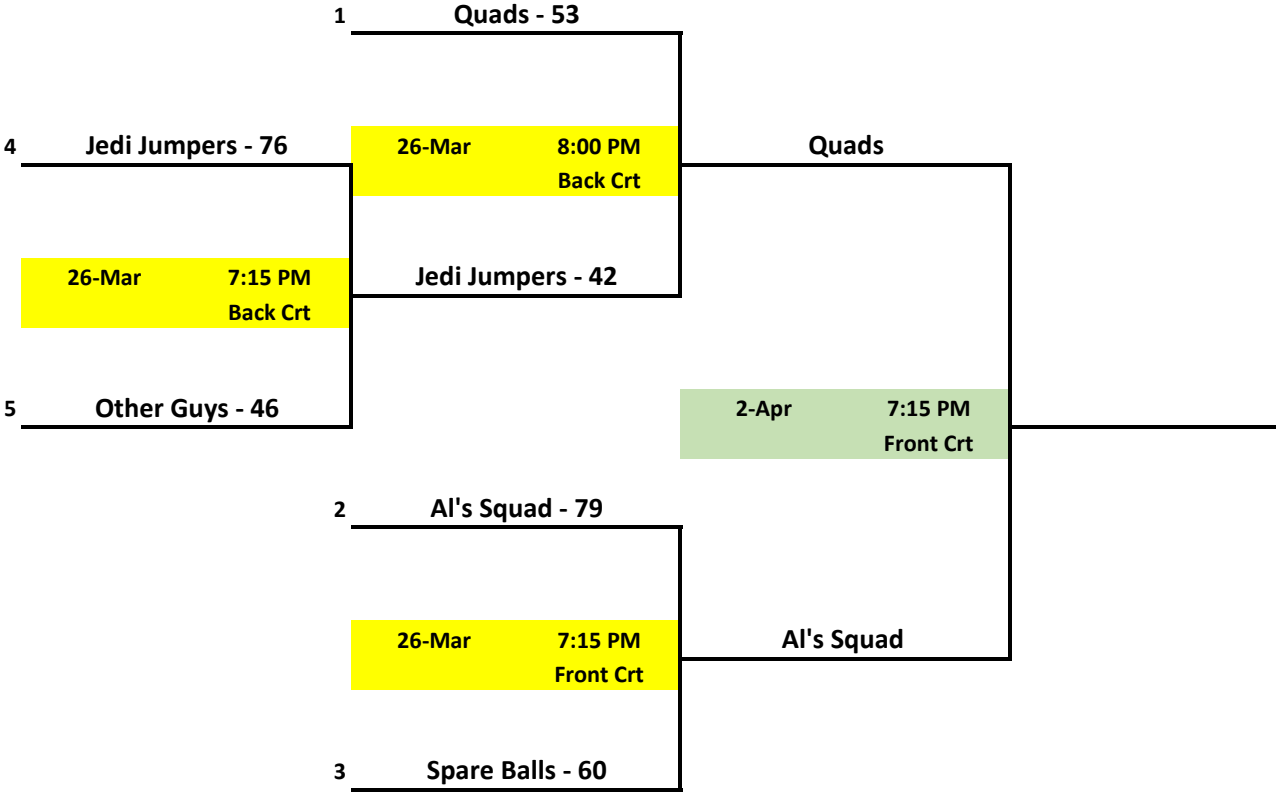 1 Quads - 53
4 Jedi Jumpers - 76
26-Mar 8:00 PM
Back Crt
Quads
26-Mar 7:15 PM
Back Crt
Jedi Jumpers - 42
5 Other Guys - 46
2-Apr 7:15 PM
Front Crt
2 Al's Squad - 79
26-Mar 7:15 PM
Front Crt
Al's Squad
3 Spare Balls - 60